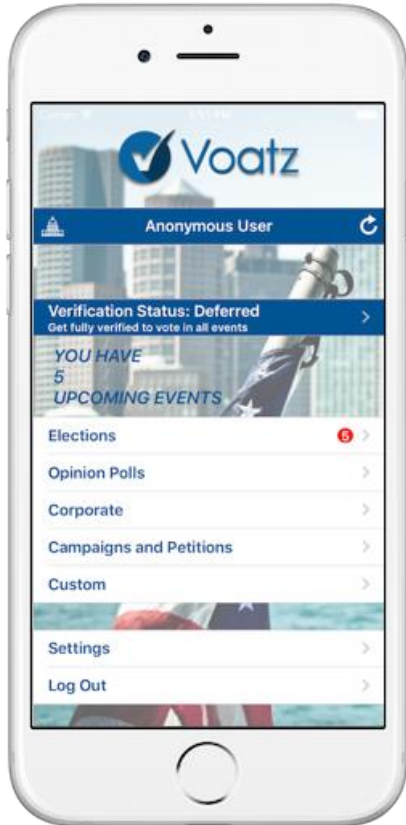 Voatz
Anonymous User
Verification Status: Deferred
Get fully verified to vote in all events
YOU HAVE
5
UPCOMING EVENTS
Elections 5
Opinion Polls
Corporate
Campaigns and Petitions
Custom
Settings
Log Out